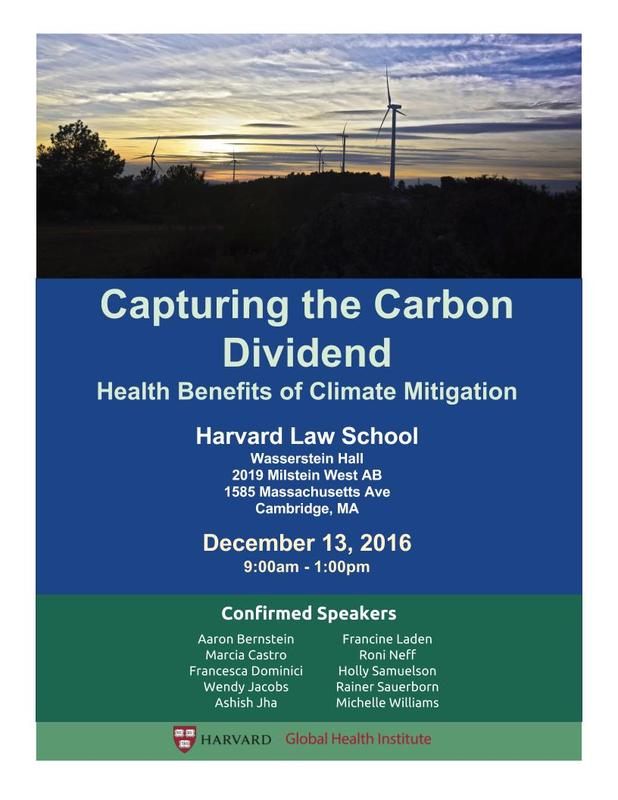 Capturing the Carbon
Dividend
Health Benefits of Climate Mitigation
Harvard Law School
Wasserstein Hall
2019 Milstein West AB
1585 Massachusetts Ave
Cambridge, MA
December 13, 2016
9:00am - 1:00pm
Confirmed Speakers
Aaron Bernstein
Marcia Castro
Francesca Dominici
Wendy Jacobs
Ashish Jha
Francine Laden
Roni Neff
Holly Samuelson
Rainer Sauerborn
Michelle Williams
HARVARD Global Health Institute